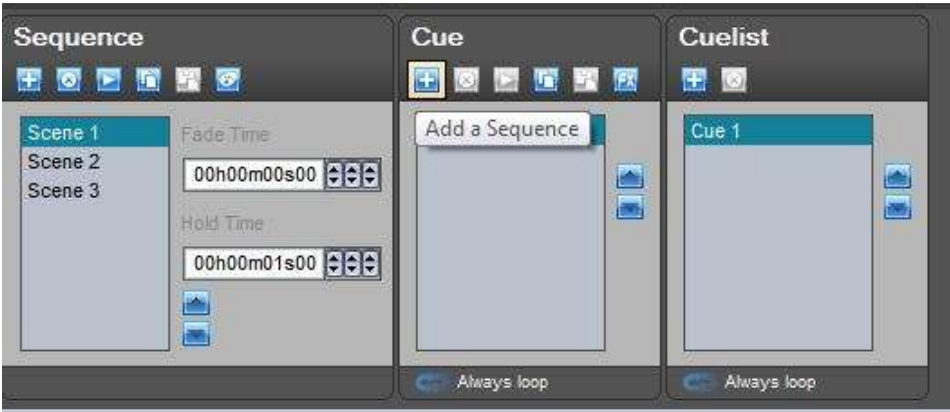 Sequence
Scene 1
Scene 2
Scene 3
Fade Time
00h00m00s00
Hold Time
00h00m01s00
Cue
FX
Add a Sequence
Always loop
Cuelist
Cue 1
Always loop